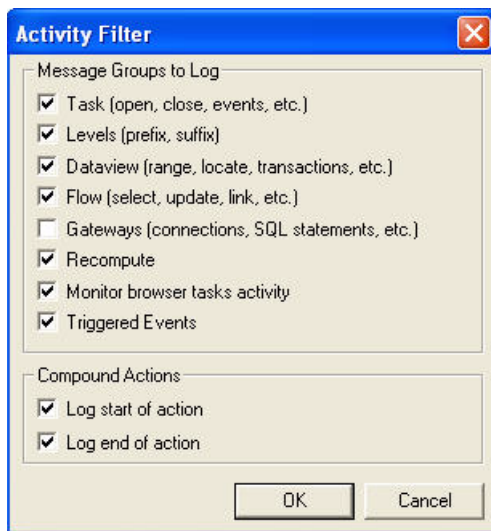 Activity Filter
Message Groups to Log
Task (open, close, events, etc.)
Levels (prefix, suffix)
Dataview (range, locate, transactions, etc.)
Flow (select, update, link, etc.)
Gateways (connections, SQL statements, etc.)
Recompute
Monitor browser tasks activity
Triggered Events
Compound Actions
Log start of action
Log end of action
OK Cancel